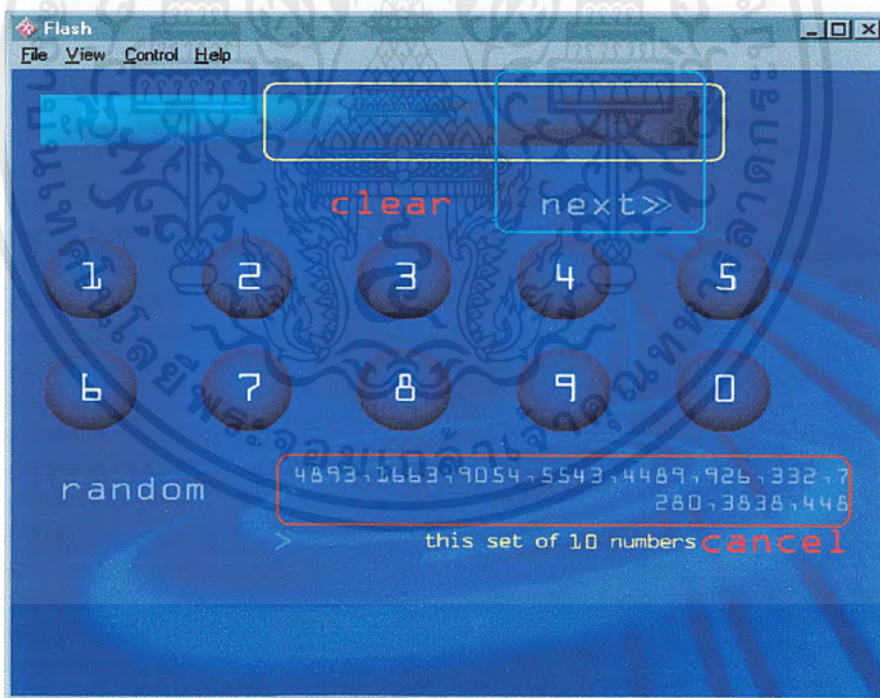 Flash
File View Control Help
clear next>>
1 2 3 4 5
6 7 8 9 0
random
4893,1663,9054,5543,4489,926,332,7
280,3838,448
> this set of 10 numbers cancel